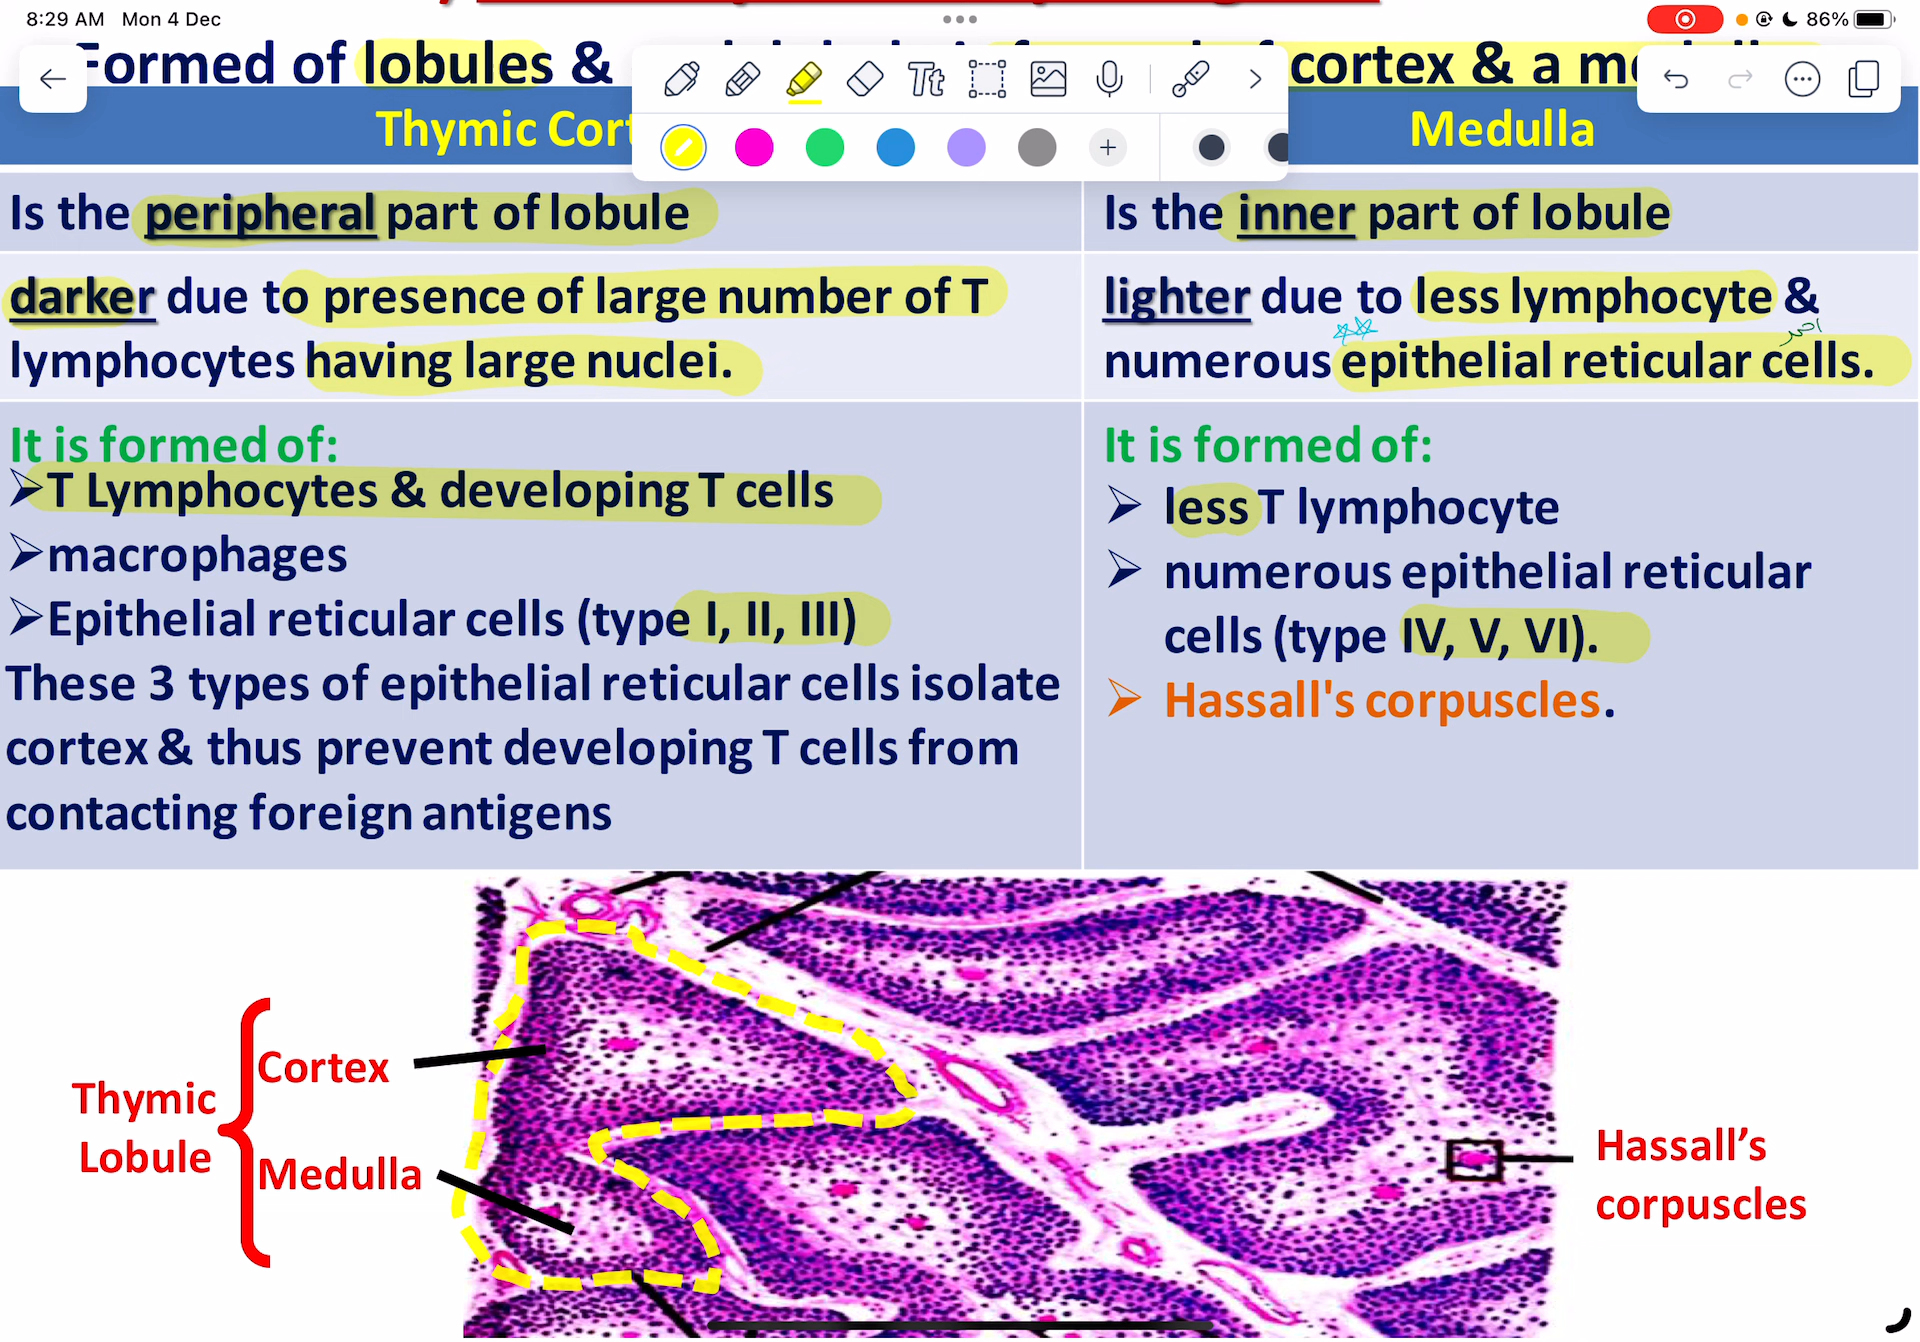 8:29 AM Mon 4 Dec
86%
Formed of lobules &
cortex & a
Tt
Thymic
Medulla
Is the peripheral part of lobule
Is the inner part of lobule
darker due to presence of large number of T
lymphocytes having large nuclei.
lighter due to less lymphocyte &
numerous epithelial reticular cells.
It is formed of:
➢T Lymphocytes & developing T cells
➢macrophages
➢Epithelial reticular cells (type I, II, III)
These 3 types of epithelial reticular cells isolate
cortex & thus prevent developing T cells from
contacting foreign antigens
It is formed of:
➢ less T lymphocyte
➢ numerous epithelial reticular
cells (type IV, V, VI).
➢ Hassall's corpuscles.
Thymic
Lobule
Cortex
Medulla
Hassall’s
corpuscles